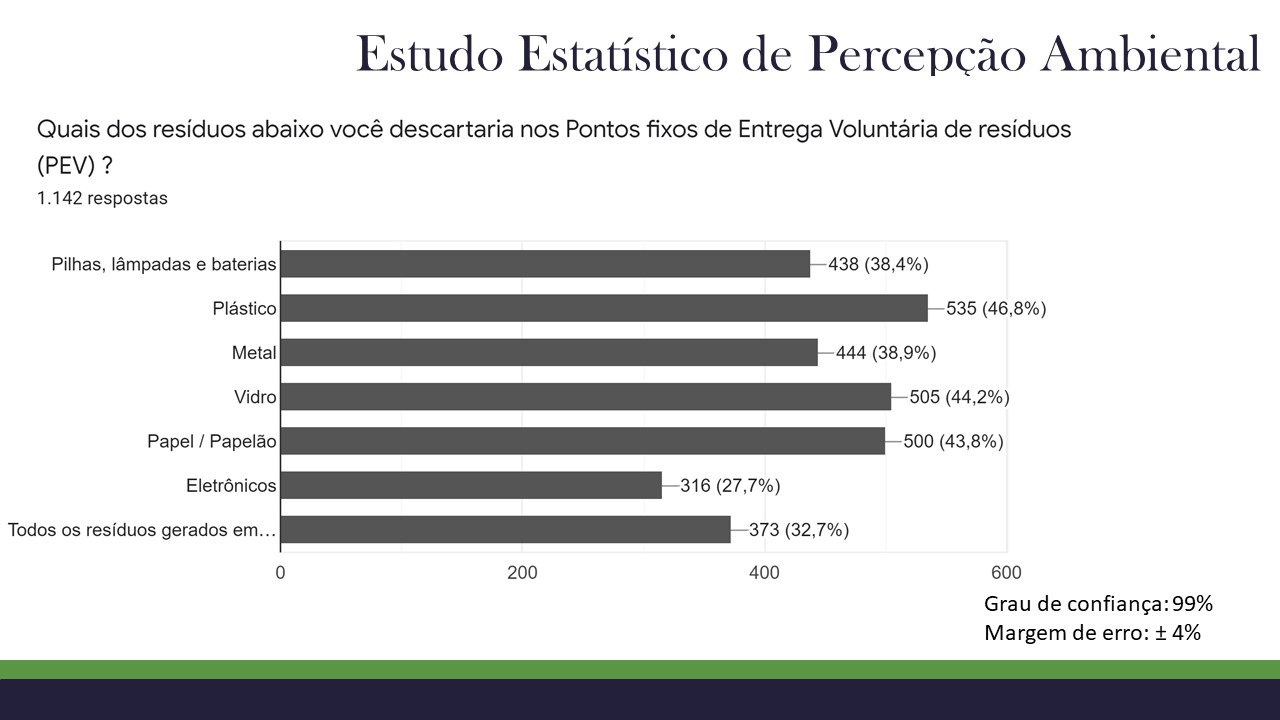 Estudo Estatístico de Percepção Ambiental
Quais dos resíduos abaixo você descartaria nos Pontos fixos de Entrega Voluntária de resíduos
(PEV) ?
1.142 respostas
Pilhas, lâmpadas e baterias 438 (38,4%)
Plástico 535 (46,8%)
Metal 444 (38,9%)
Vidro 505 (44,2%)
Papel / Papelão 500 (43,8%)
Eletrônicos 316 (27,7%)
Todos os resíduos gerados em… 373 (32,7%)
0 200 400 600
Grau de confiança: 99%
Margem de erro: ± 4%